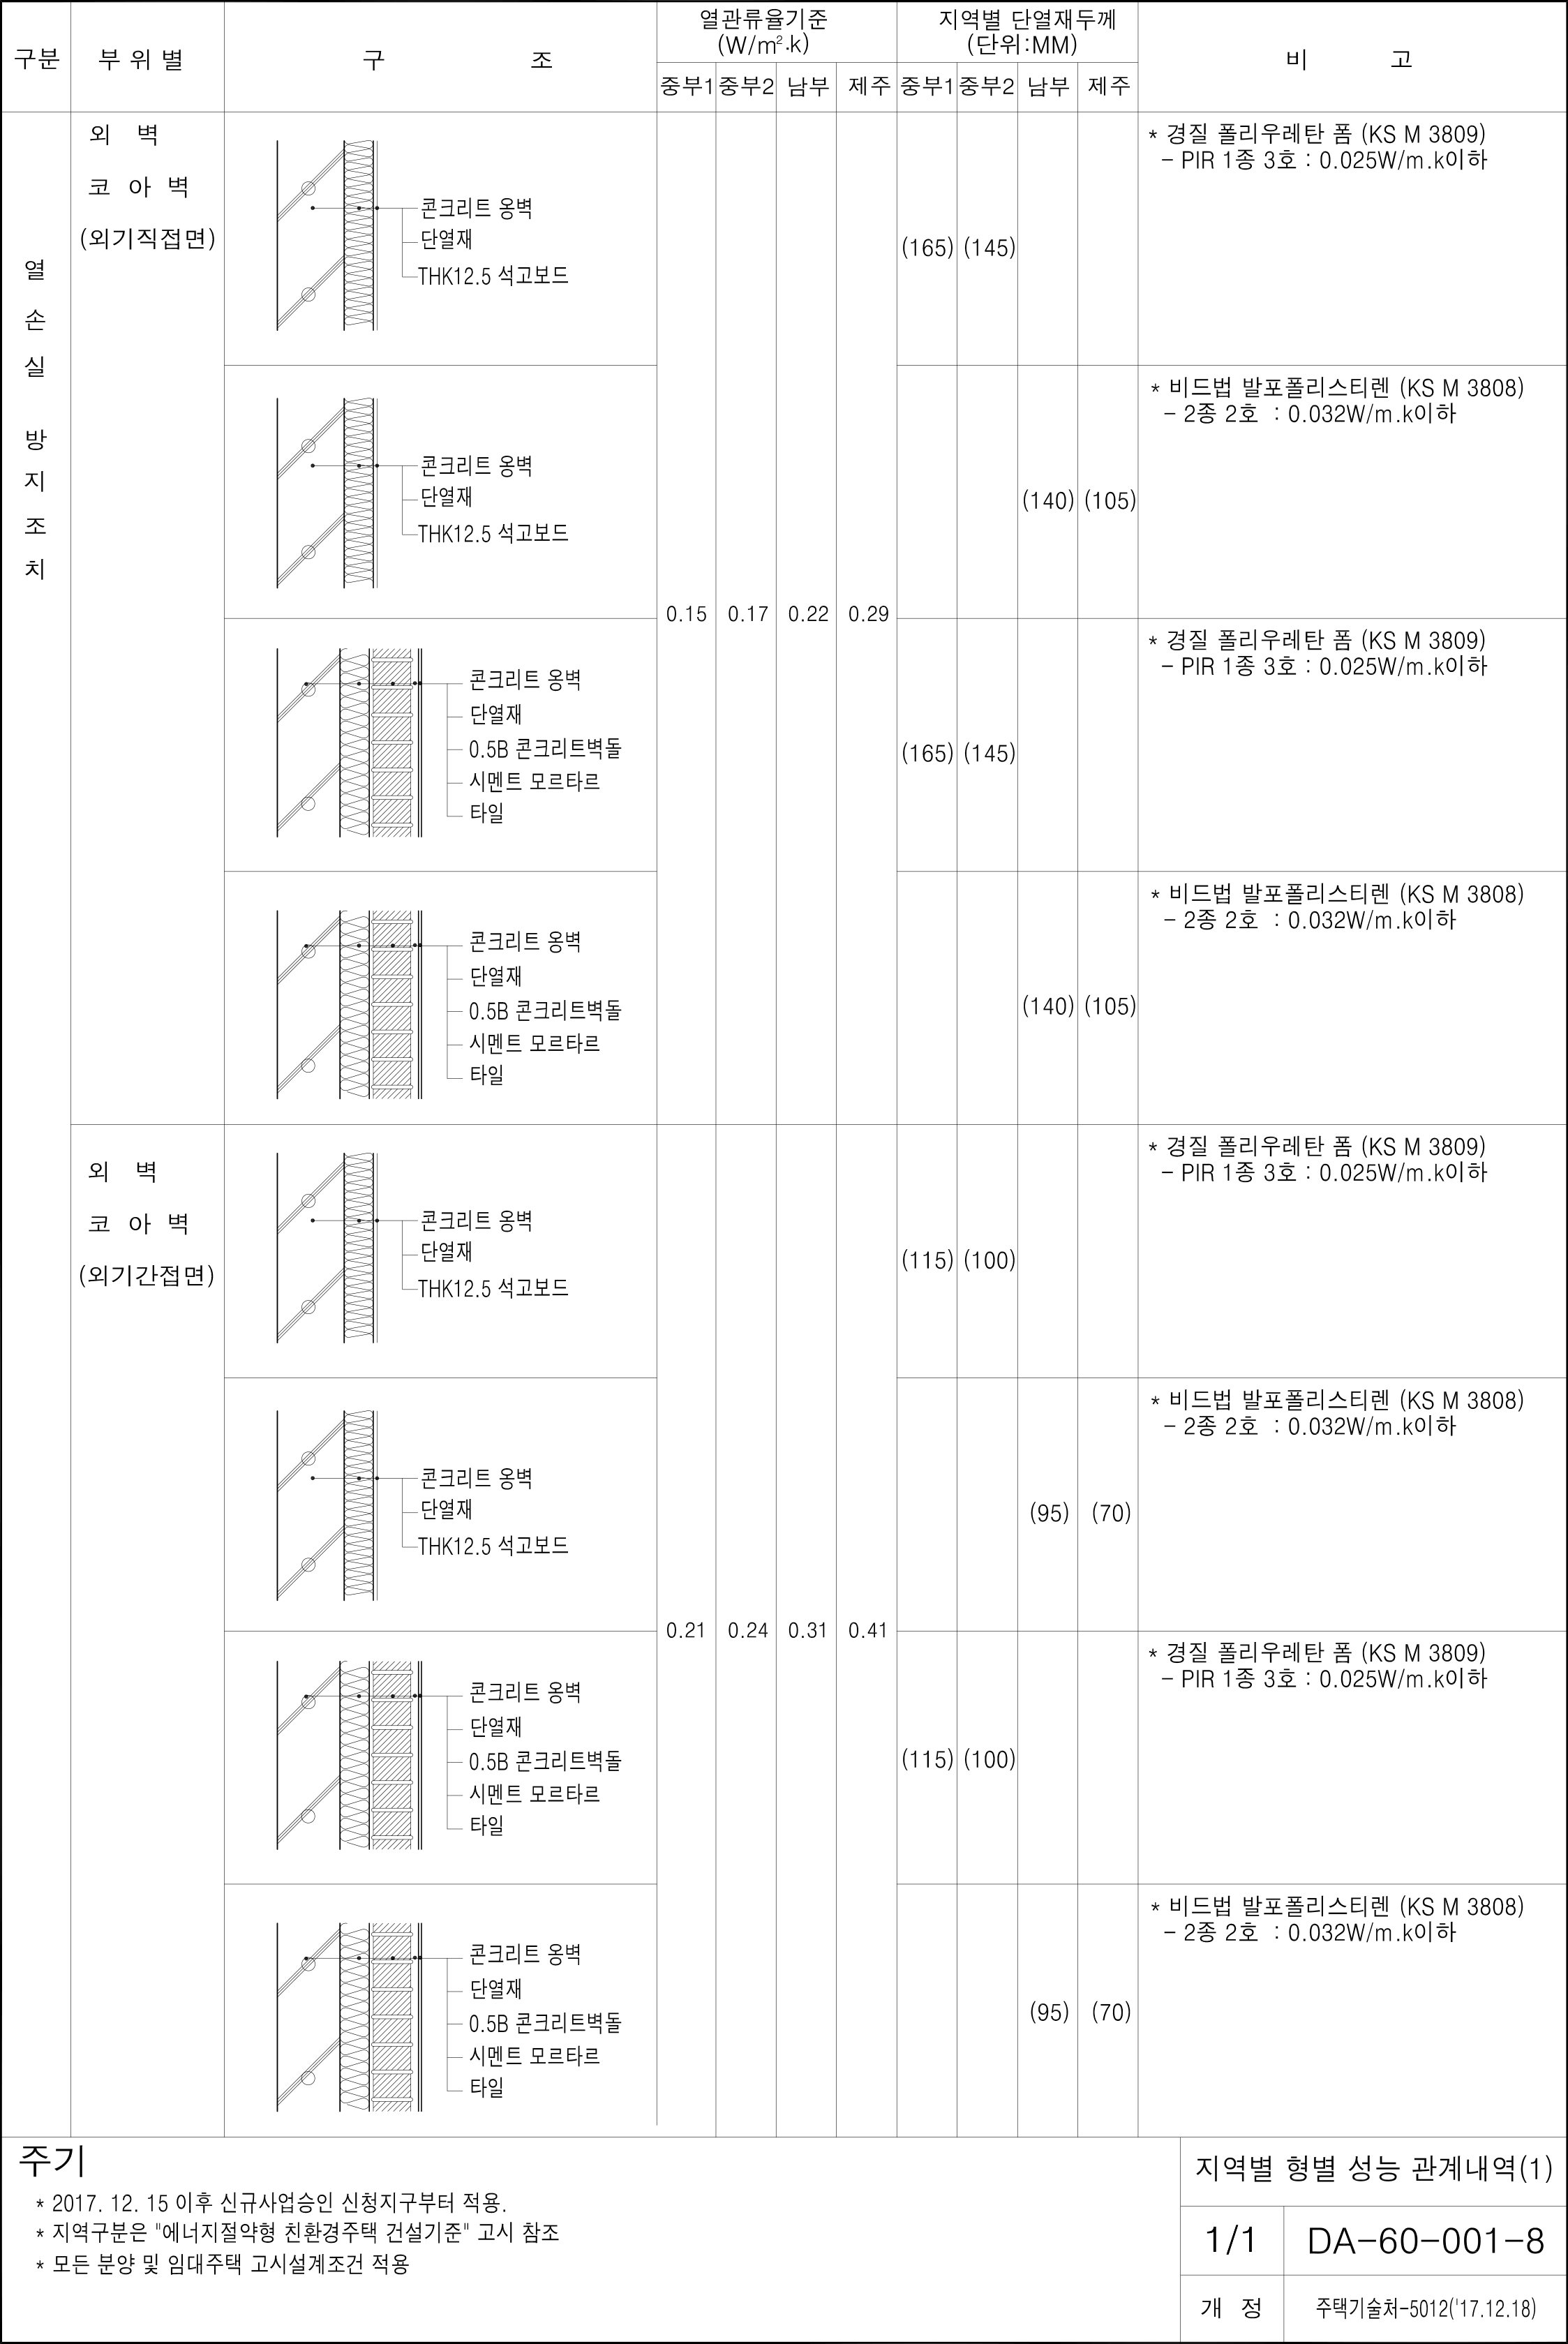 구분
부 위 별
구 조
열관류율기준
(W/m².k)
지역별 단열재두께
(단위:MM)
비 고
중부1 중부2 남부 제주 중부1 중부2 남부 제주
열 손 실 방 지 조 치
외 벽
코 아 벽
(외기직접면)
콘크리트 옹벽
단열재
THK12.5 석고보드
(165) (145)
* 경질 폴리우레탄 폼 (KS M 3809)
- PIR 1종 3호 : 0.025W/m.k이하
콘크리트 옹벽
단열재
THK12.5 석고보드
(140) (105)
* 비드법 발포폴리스티렌 (KS M 3808)
- 2종 2호 : 0.032W/m.k이하
0.15 0.17 0.22 0.29
콘크리트 옹벽
단열재
0.5B 콘크리트벽돌
시멘트 모르타르
타일
(165) (145)
* 경질 폴리우레탄 폼 (KS M 3809)
- PIR 1종 3호 : 0.025W/m.k이하
콘크리트 옹벽
단열재
0.5B 콘크리트벽돌
시멘트 모르타르
타일
(140) (105)
* 비드법 발포폴리스티렌 (KS M 3808)
- 2종 2호 : 0.032W/m.k이하
외 벽
코 아 벽
(외기간접면)
콘크리트 옹벽
단열재
THK12.5 석고보드
(115) (100)
* 경질 폴리우레탄 폼 (KS M 3809)
- PIR 1종 3호 : 0.025W/m.k이하
콘크리트 옹벽
단열재
THK12.5 석고보드
(95) (70)
* 비드법 발포폴리스티렌 (KS M 3808)
- 2종 2호 : 0.032W/m.k이하
0.21 0.24 0.31 0.41
콘크리트 옹벽
단열재
0.5B 콘크리트벽돌
시멘트 모르타르
타일
(115) (100)
* 경질 폴리우레탄 폼 (KS M 3809)
- PIR 1종 3호 : 0.025W/m.k이하
콘크리트 옹벽
단열재
0.5B 콘크리트벽돌
시멘트 모르타르
타일
(95) (70)
* 비드법 발포폴리스티렌 (KS M 3808)
- 2종 2호 : 0.032W/m.k이하
주기
* 2017. 12. 15 이후 신규사업승인 신청지구부터 적용.
* 지역구분은 "에너지절약형 친환경주택 건설기준" 고시 참조
* 모든 분양 및 임대주택 고시설계조건 적용
지역별 형별 성능 관계내역(1)
1/1 DA-60-001-8
개 정 주택기술처-5012('17.12.18)